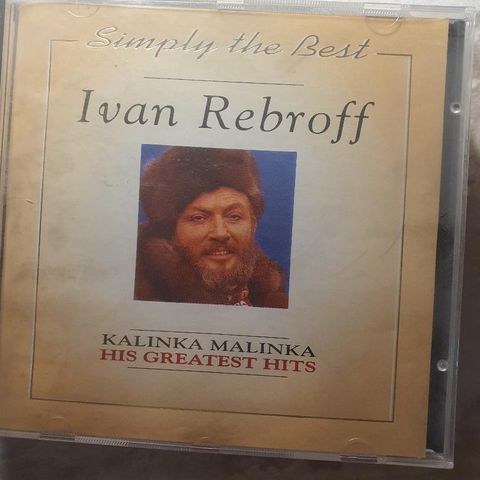 Simply the Best
Ivan Rebroff
KALINKA MALINKA
HIS GREATEST HITS